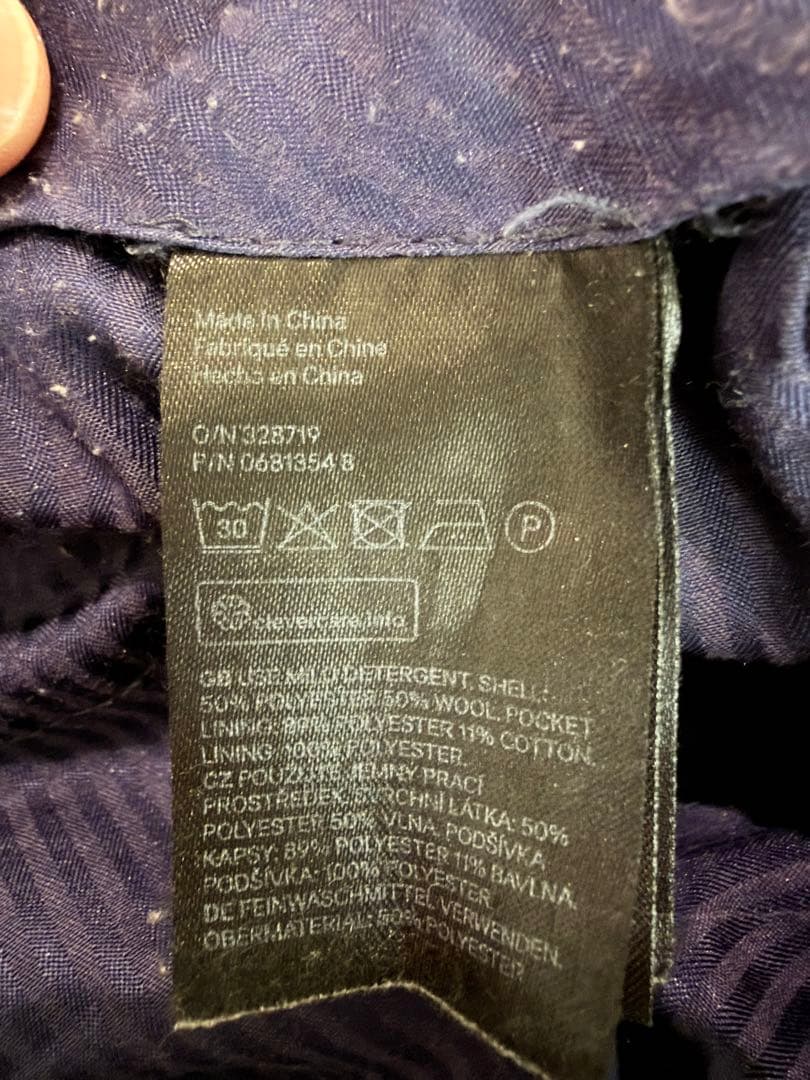 Made in China
Fabriqué en Chine
Hecho en China
O/N 328719
P/N 0681354 8
30
P
clevercare.info
GB USE MILD DETERGENT. SHELL:
50% POLYESTER 50% WOOL. POCKET
LINING: 89% POLYESTER 11% COTTON.
LINING: 100% POLYESTER.
CZ POUŽIJTE JEMNÝ PRACÍ
PROSTŘEDEK. SVRCHNÍ LÁTKA: 50%
POLYESTER 50% VLNA. PODŠÍVKA
KAPSY: 89% POLYESTER 11% BAVLNA.
PODŠÍVKA: 100% POLYESTER
DE FEINWASCHMITTEL VERWENDEN.
OBERMATERIAL: 50% POLYESTER